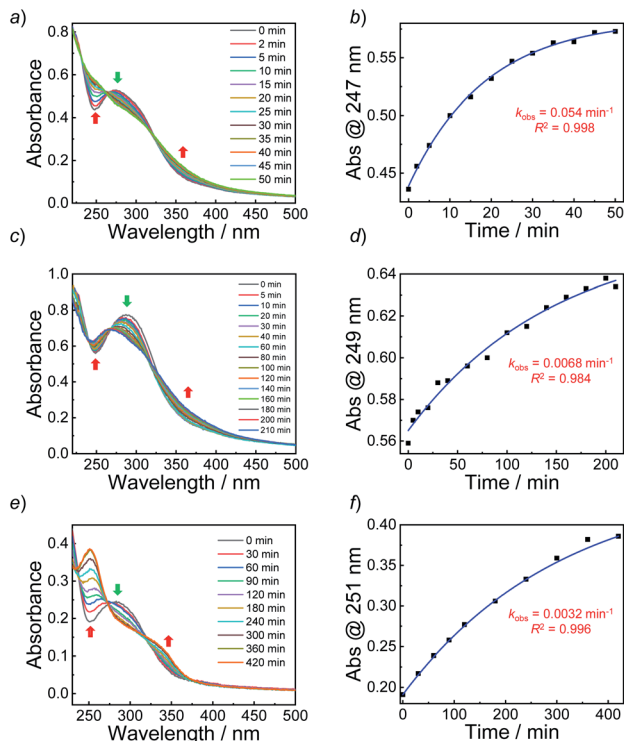 a)
0.8
0.6
0.4
0.2
0.0
Absorbance
250 300 350 400 450 500
Wavelength / nm
0 min
2 min
5 min
10 min
15 min
20 min
25 min
30 min
35 min
40 min
45 min
50 min
b)
0.55
0.50
0.45
Abs @ 247 nm
kobs = 0.054 min-1
R2 = 0.998
0 10 20 30 40 50
Time / min
c)
1.0
0.8
0.6
0.4
0.2
0.0
Absorbance
250 300 350 400 450 500
Wavelength / nm
0 min
5 min
10 min
20 min
30 min
40 min
60 min
80 min
100 min
120 min
140 min
160 min
180 min
200 min
210 min
d)
0.64
0.62
0.60
0.58
0.56
Abs @ 249 nm
kobs = 0.0068 min-1
R2 = 0.984
0 50 100 150 200
Time / min
e)
0.4
0.3
0.2
0.1
0.0
Absorbance
250 300 350 400 450 500
Wavelength / nm
0 min
30 min
60 min
90 min
120 min
180 min
240 min
300 min
360 min
420 min
f)
0.40
0.35
0.30
0.25
0.20
Abs @ 251 nm
kobs = 0.0032 min-1
R2 = 0.996
0 100 200 300 400
Time / min